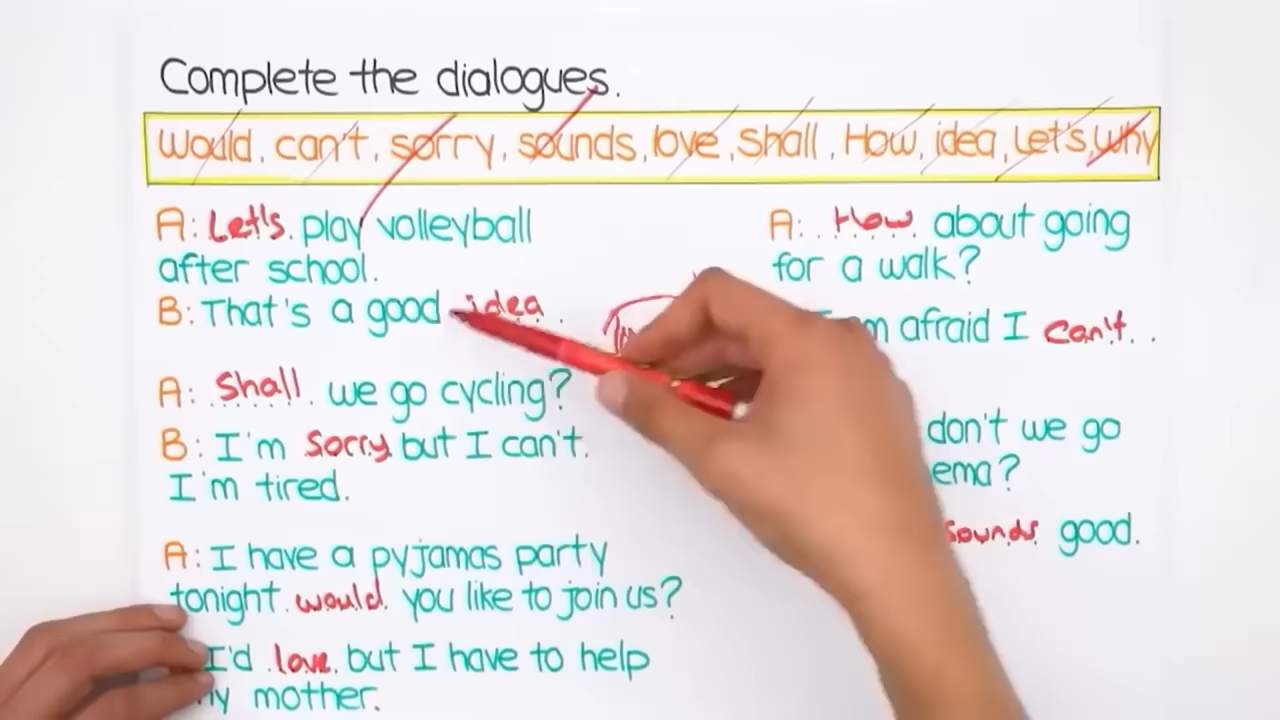 Complete the dialogues.
Would, can't, sorry, sounds, love, Shall, How, idea, Let's, why
A: Let's play volleyball
after school.
B: That's a good idea.
A: Shall we go cycling?
B: I'm sorry but I can't.
I'm tired.
A: I have a pyjamas party
tonight. would you like to join us?
I'd love but I have to help
mother.
A: How about going
for a walk?
afraid I can't.
don't we go
sounds good.